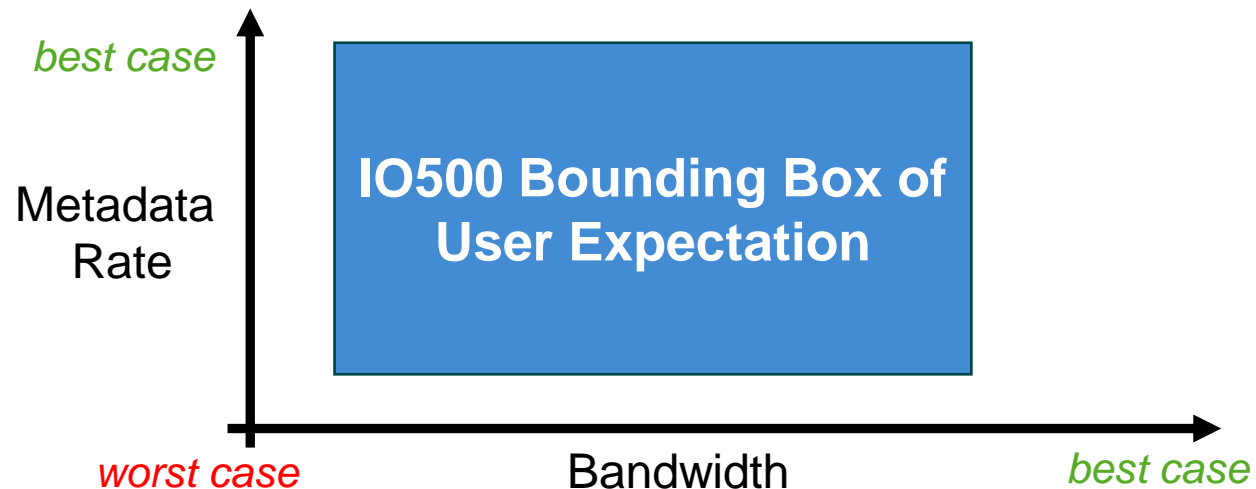 best case
IO500 Bounding Box of
User Expectation
Metadata
Rate
worst case
Bandwidth
best case